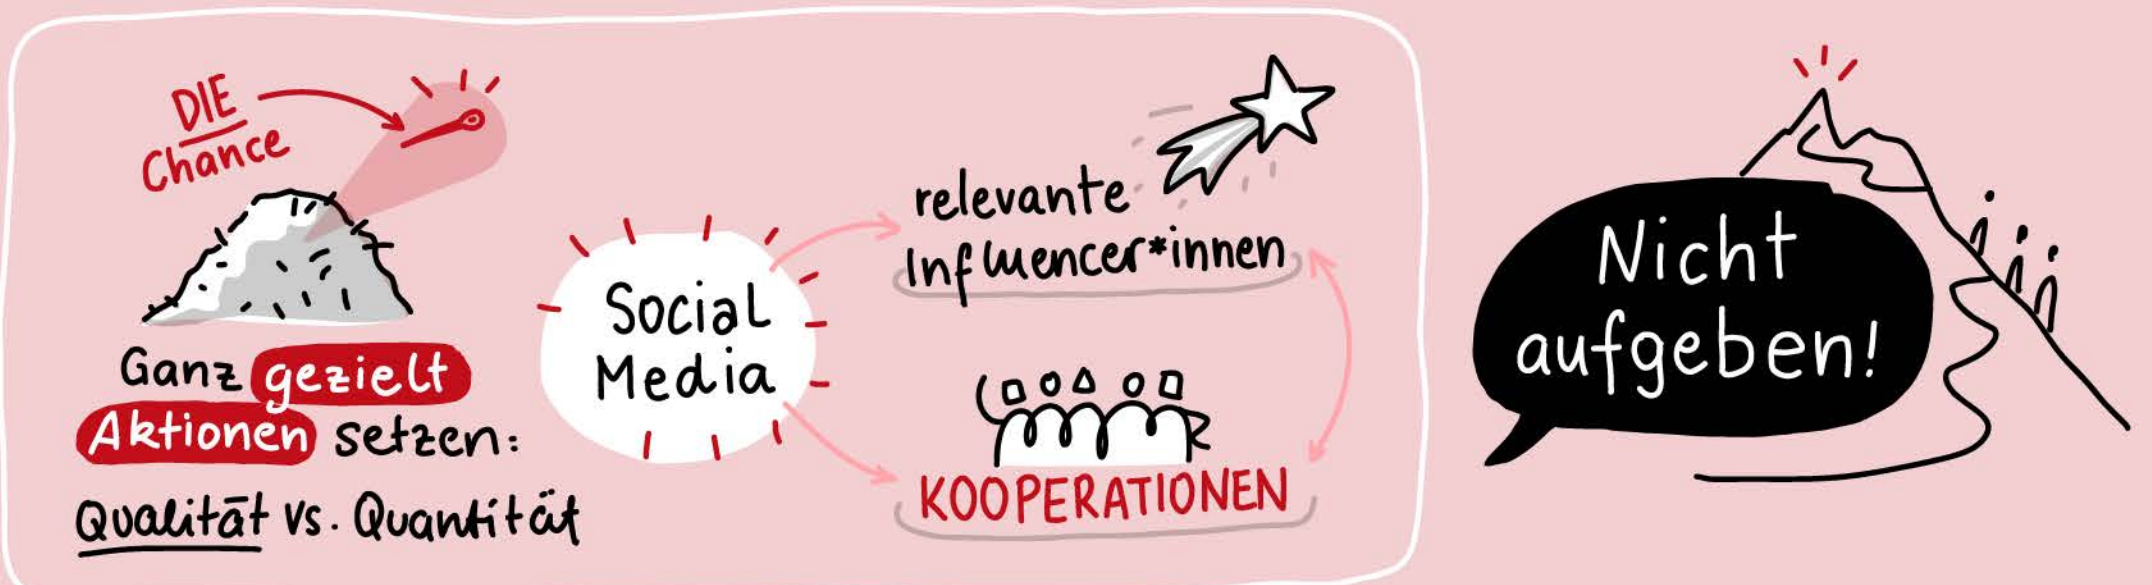 DIE
Chance
Ganz gezielt
Aktionen setzen:
Qualität vs. Quantität
Social
Media
relevante
Influencer*innen
KOOPERATIONEN
Nicht
aufgeben!